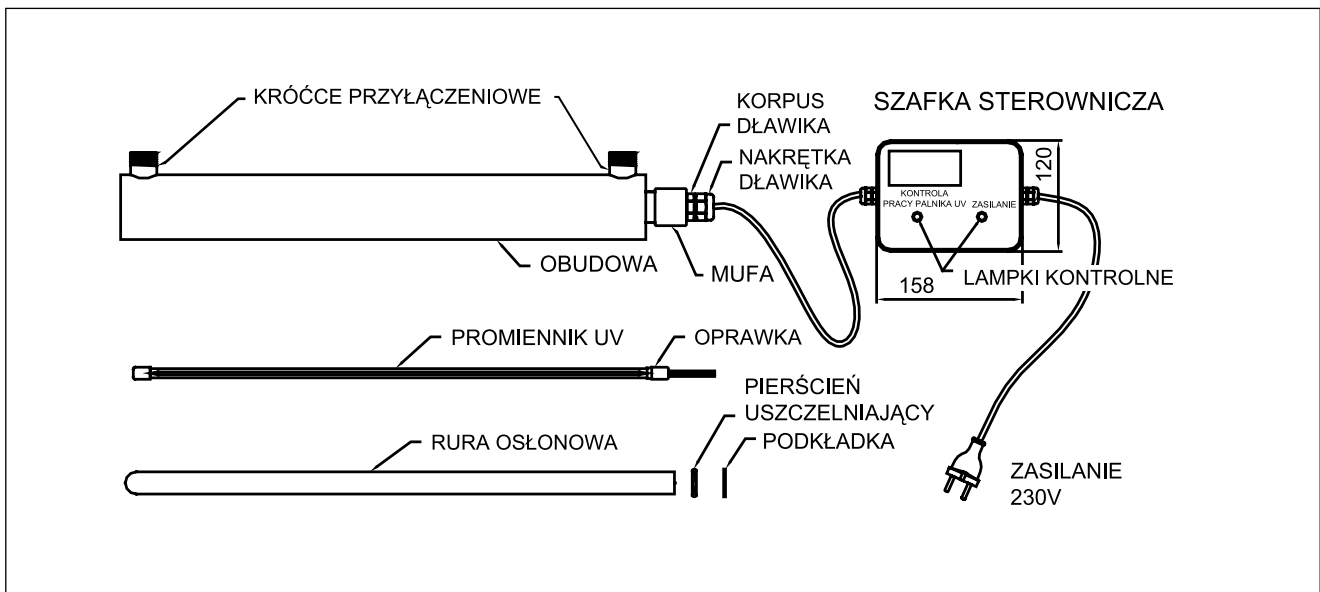 KRÓĆCE PRZYŁĄCZENIOWE
KORPUS
DŁAWIKA
NAKRĘTKA
DŁAWIKA
SZAFKA STEROWNICZA
KONTROLA
PRACY PALNIKA UV
ZASILANIE
120
158
LAMPKI KONTROLNE
OBUDOWA
MUFA
PROMIENNIK UV
OPRAWKA
PIERŚCIEŃ
USZCZELNIAJĄCY
PODKŁADKA
RURA OSŁONOWA
ZASILANIE
230V